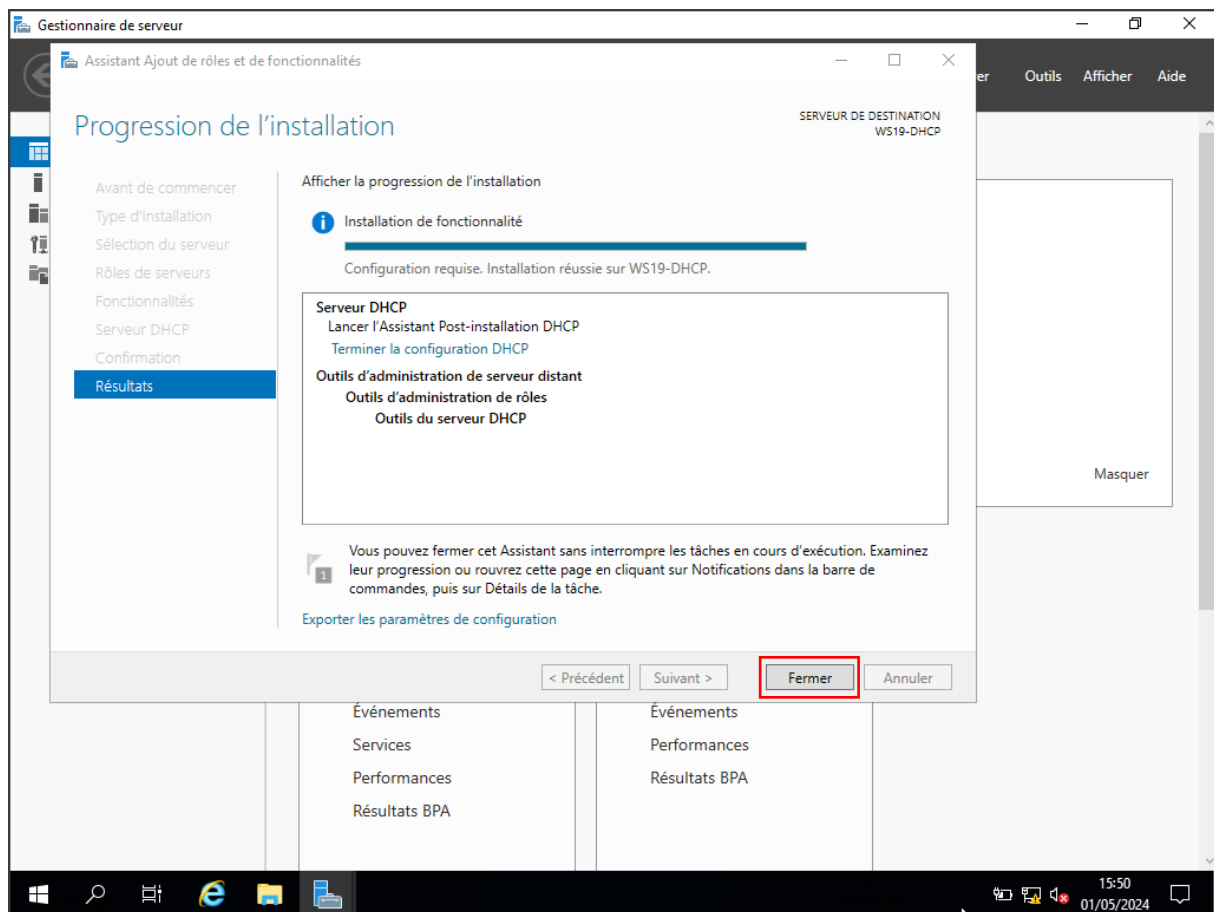 Gestionnaire de serveur
Assistant Ajout de rôles et de fonctionnalités
Outils Afficher Aide
Progression de l'installation
SERVEUR DE DESTINATION
WS19-DHCP
Avant de commencer
Type d'installation
Sélection du serveur
Rôles de serveurs
Fonctionnalités
Serveur DHCP
Confirmation
Résultats
Afficher la progression de l'installation
Installation de fonctionnalité
Configuration requise. Installation réussie sur WS19-DHCP.
Serveur DHCP
Lancer l'Assistant Post-installation DHCP
Terminer la configuration DHCP
Outils d'administration de serveur distant
Outils d'administration de rôles
Outils du serveur DHCP
Masquer
1
Vous pouvez fermer cet Assistant sans interrompre les tâches en cours d'exécution. Examinez
leur progression ou rouvrez cette page en cliquant sur Notifications dans la barre de
commandes, puis sur Détails de la tâche.
Exporter les paramètres de configuration
< Précédent Suivant > Fermer Annuler
Événements
Services
Performances
Résultats BPA
Événements
Performances
Résultats BPA
15:50
01/05/2024